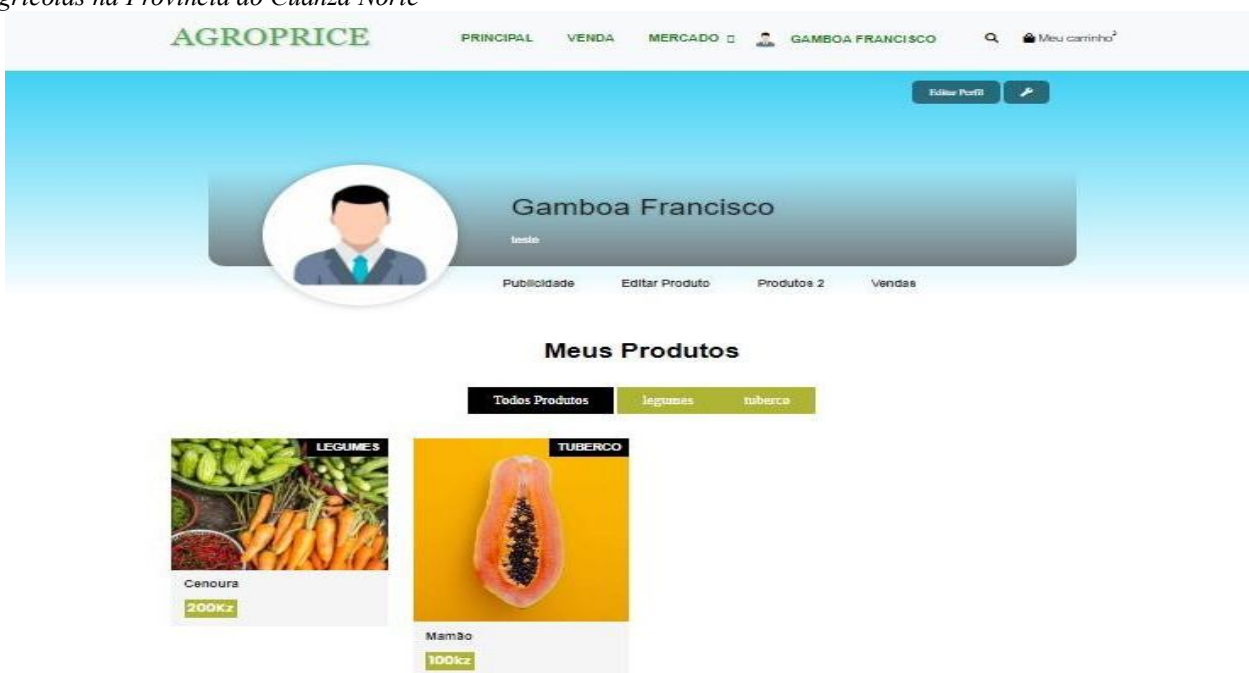 grícolas na Província do Cuanza Norte
AGROPRICE PRINCIPAL VENDA MERCADO GAMBOA FRANCISCO Meu carrinho²
Editar Perfil
Gamboa Francisco
teste
Publicidade Editar Produto Produtos 2 Vendas
Meus Produtos
Todos Produtos legumes tuberco
LEGUMES TUBERCO
Cenoura
200Kz
Mamão
100kz